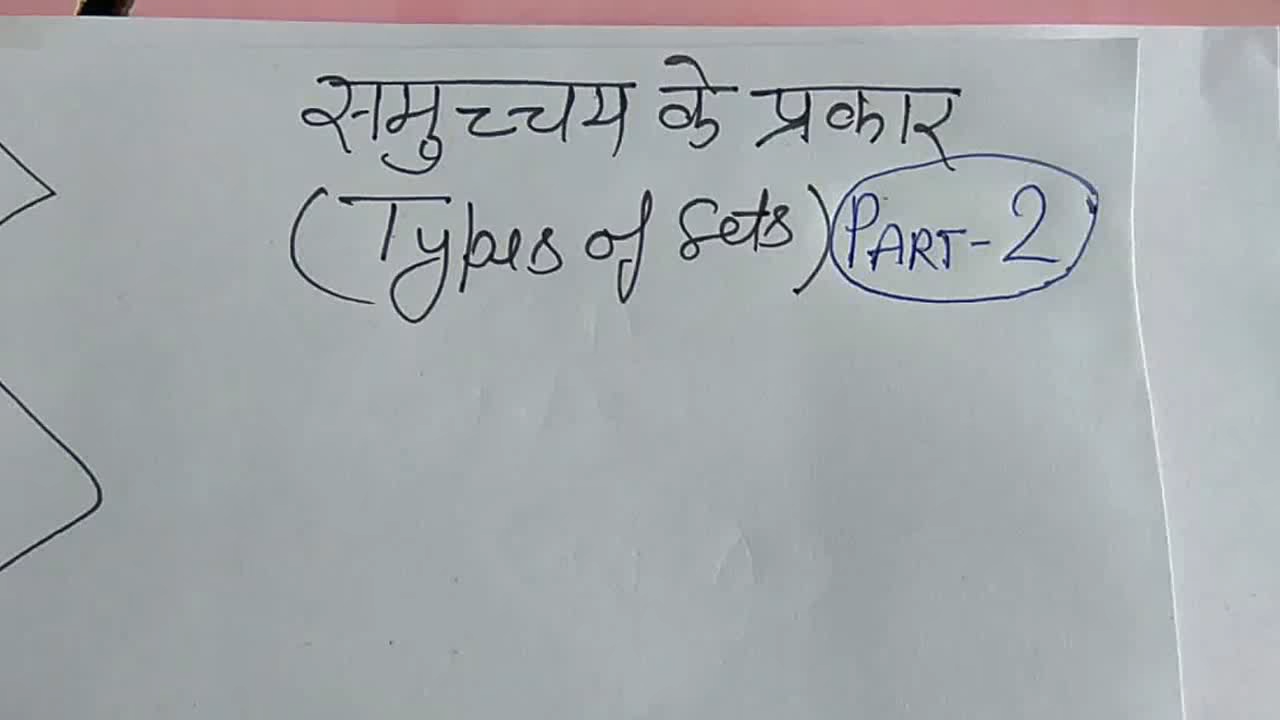 समुच्चय के प्रकार
(Types of Sets) PART-2